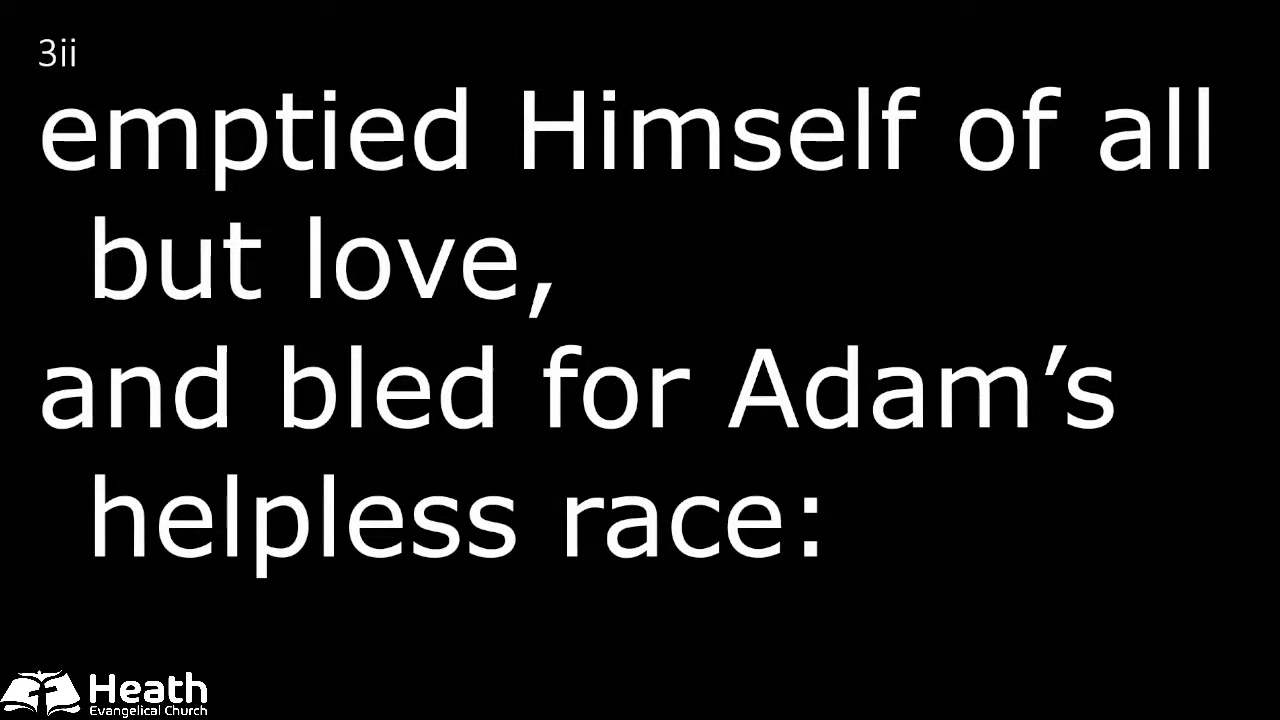 3ii
emptied Himself of all
but love,
and bled for Adam’s
helpless race:
Heath
Evangelical Church